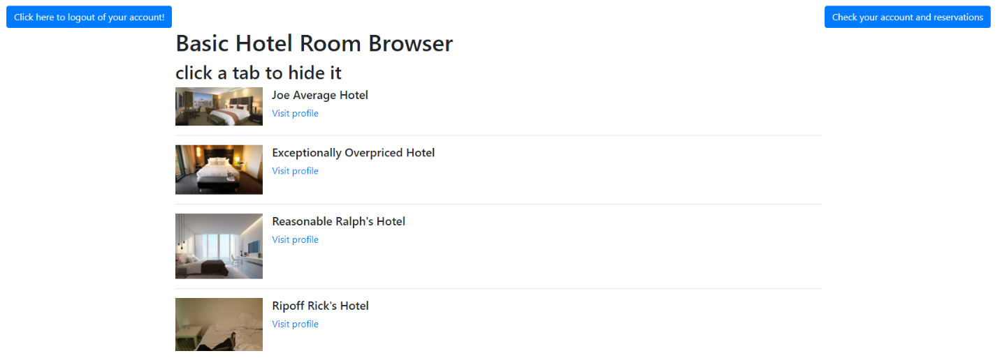 Click here to logout of your account!
Check your account and reservations
Basic Hotel Room Browser
click a tab to hide it
Joe Average Hotel
Visit profile
Exceptionally Overpriced Hotel
Visit profile
Reasonable Ralph's Hotel
Visit profile
Ripoff Rick's Hotel
Visit profile